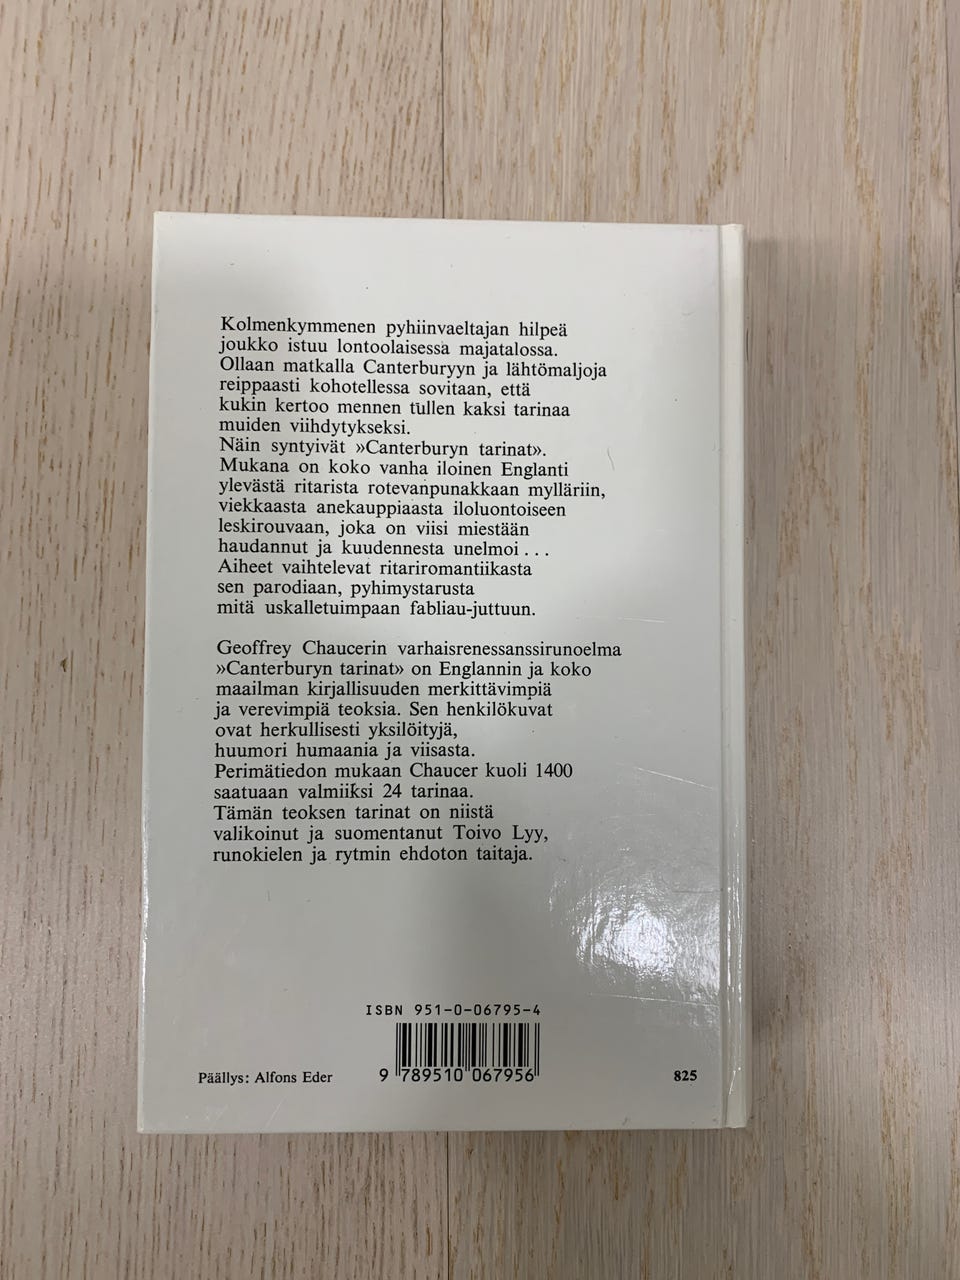 Kolmenkymmenen pyhiinvaeltajan hilpeä
joukko istuu lontoolaisessa majatalossa.
Ollaan matkalla Canterburyyn ja lähtömaljoja
reippaasti kohotellessa sovitaan, että
kukin kertoo mennen tullen kaksi tarinaa
muiden viihdytykseksi.
Näin syntyivät »Canterburyn tarinat».
Mukana on koko vanha iloinen Englanti
ylevästä ritarista rotevanpunakkaan mylläriin,
viekkaasta anekauppiaasta iloluontoiseen
leskirouvaan, joka on viisi miestään
haudannut ja kuudennesta unelmoi . . .
Aiheet vaihtelevat ritariromantiikasta
sen parodiaan, pyhimystarusta
mitä uskalletuimpaan fabliau-juttuun.
Geoffrey Chaucerin varhaisrenessanssirunoelma
»Canterburyn tarinat» on Englannin ja koko
maailman kirjallisuuden merkittävimpiä
ja verevimpiä teoksia. Sen henkilökuvat
ovat herkullisesti yksilöityjä,
huumori humaania ja viisasta.
Perimätiedon mukaan Chaucer kuoli 1400
saatuaan valmiiksi 24 tarinaa.
Tämän teoksen tarinat on niistä
valikoinut ja suomentanut Toivo Lyy,
runokielen ja rytmin ehdoton taitaja.
ISBN 951-0-06795-4
9 789510 067956
Päällys: Alfons Eder
825